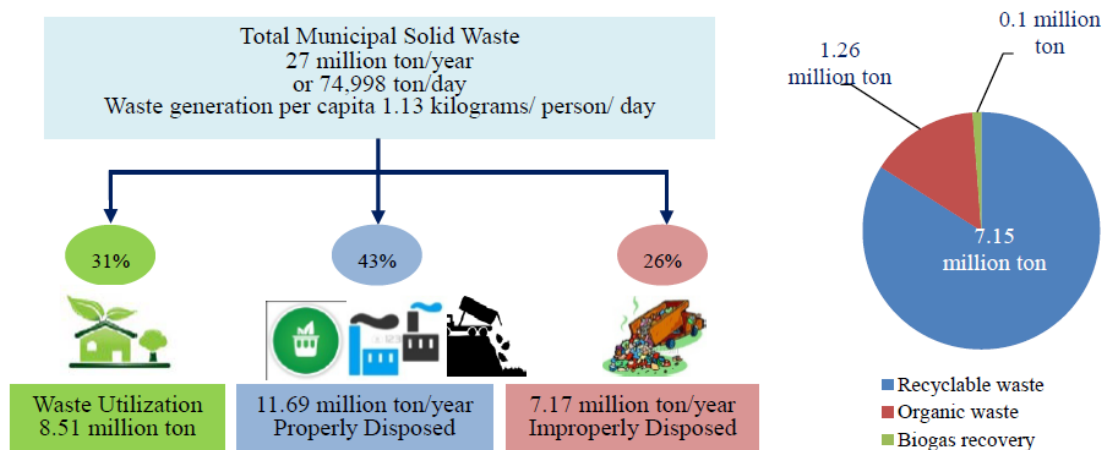 Total Municipal Solid Waste
27 million ton/year
or 74,998 ton/day
Waste generation per capita 1.13 kilograms/ person/ day
31%
43%
26%
Waste Utilization
8.51 million ton
11.69 million ton/year
Properly Disposed
7.17 million ton/year
Improperly Disposed
0.1 million
ton
1.26
million ton
7.15
million ton
Recyclable waste
Organic waste
Biogas recovery